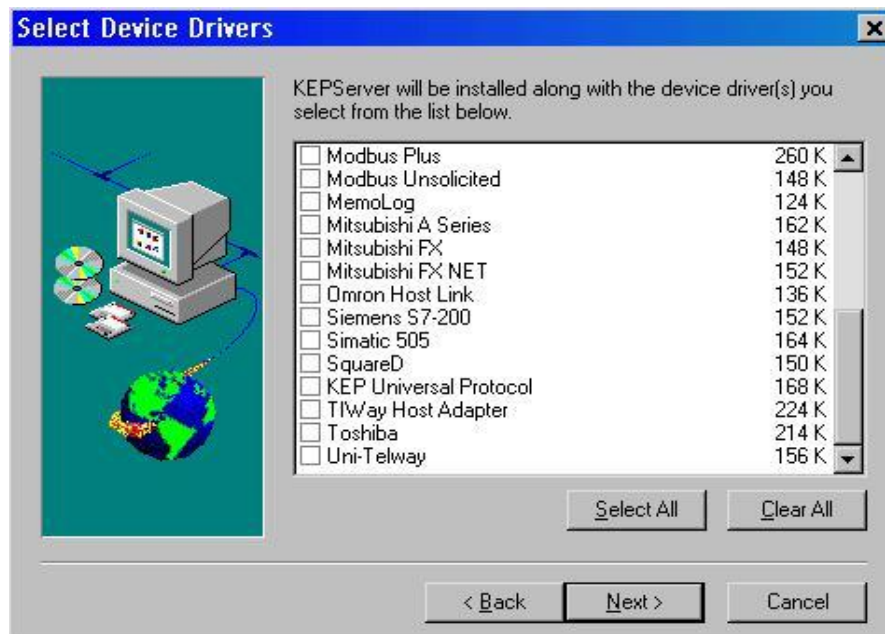 Select Device Drivers
KEPServer will be installed along with the device driver(s) you
select from the list below.
Modbus Plus 260 K
Modbus Unsolicited 148 K
MemoLog 124 K
Mitsubishi A Series 162 K
Mitsubishi FX 148 K
Mitsubishi FX NET 152 K
Omron Host Link 136 K
Siemens S7-200 152 K
Simatic 505 164 K
SquareD 150 K
KEP Universal Protocol 168 K
TIWay Host Adapter 224 K
Toshiba 214 K
Uni-Telway 156 K
Select All Clear All
< Back Next > Cancel